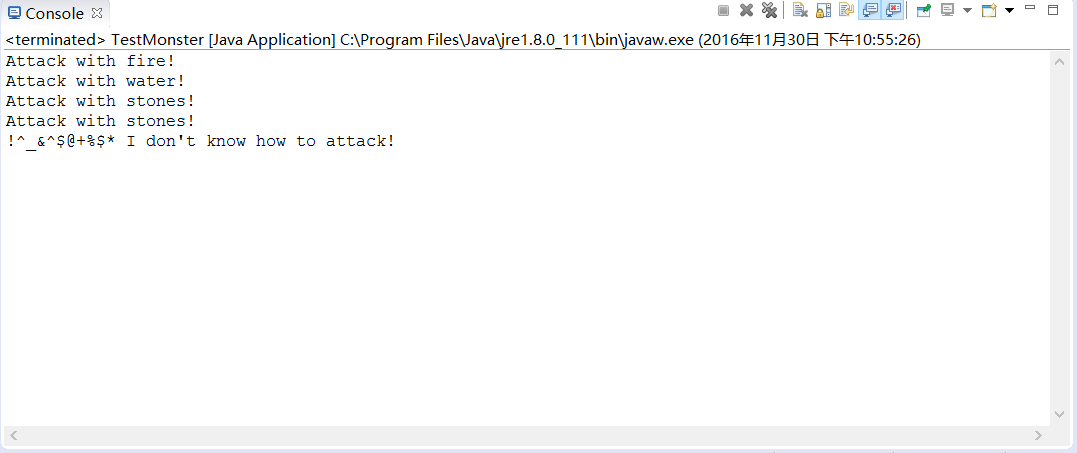 Console
<terminated> TestMonster [Java Application] C:\Program Files\Java\jre1.8.0_111\bin\javaw.exe (2016年11月30日 下午10:55:26)
Attack with fire!
Attack with water!
Attack with stones!
Attack with stones!
!^_&^$@+%$* I don't know how to attack!